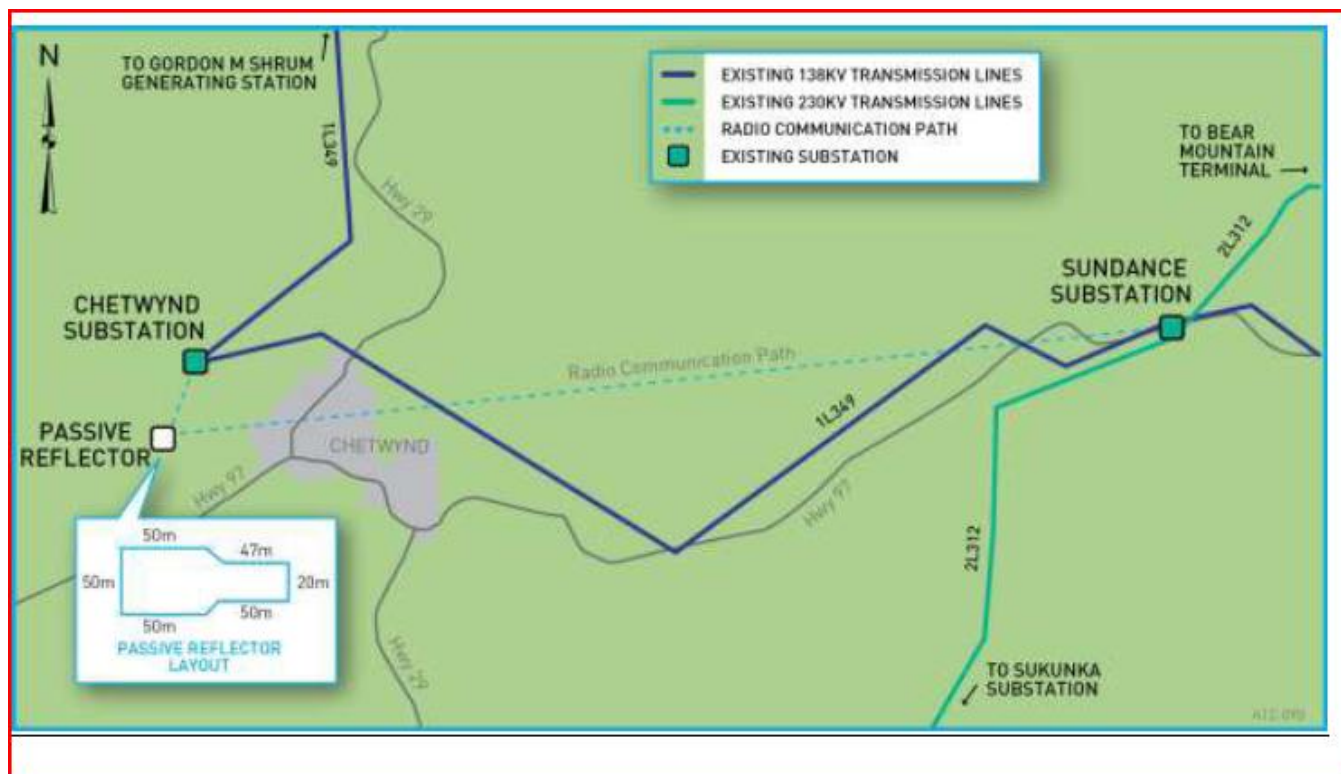 N
TO GORDON M SHRUM
GENERATING STATION
1L349
Hwy 29
EXISTING 138KV TRANSMISSION LINES
EXISTING 230KV TRANSMISSION LINES
RADIO COMMUNICATION PATH
EXISTING SUBSTATION
TO BEAR
MOUNTAIN
TERMINAL
2L312
SUNDANCE
SUBSTATION
CHETWYND
SUBSTATION
Radio Communication Path
1L349
PASSIVE
REFLECTOR
CHETWYND
Hwy 97
Hwy 97
2L312
50m
47m
50m
20m
50m
50m
PASSIVE REFLECTOR
LAYOUT
Hwy 29
TO SUKUNKA
SUBSTATION